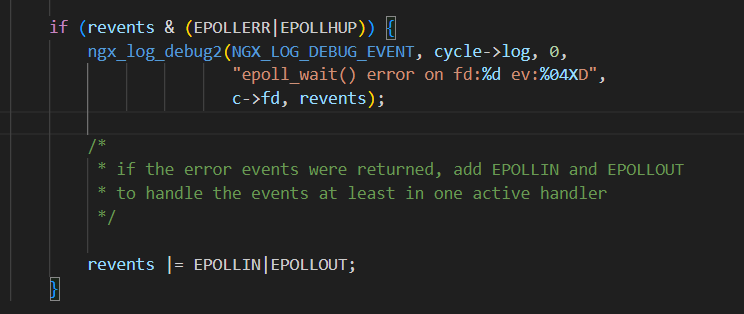 if (revents & (EPOLLERR|EPOLLHUP)) {
ngx_log_debug2(NGX_LOG_DEBUG_EVENT, cycle->log, 0,
"epoll_wait() error on fd:%d ev:%04XD",
c->fd, revents);
/*
* if the error events were returned, add EPOLLIN and EPOLLOUT
* to handle the events at least in one active handler
*/
revents |= EPOLLIN|EPOLLOUT;
}